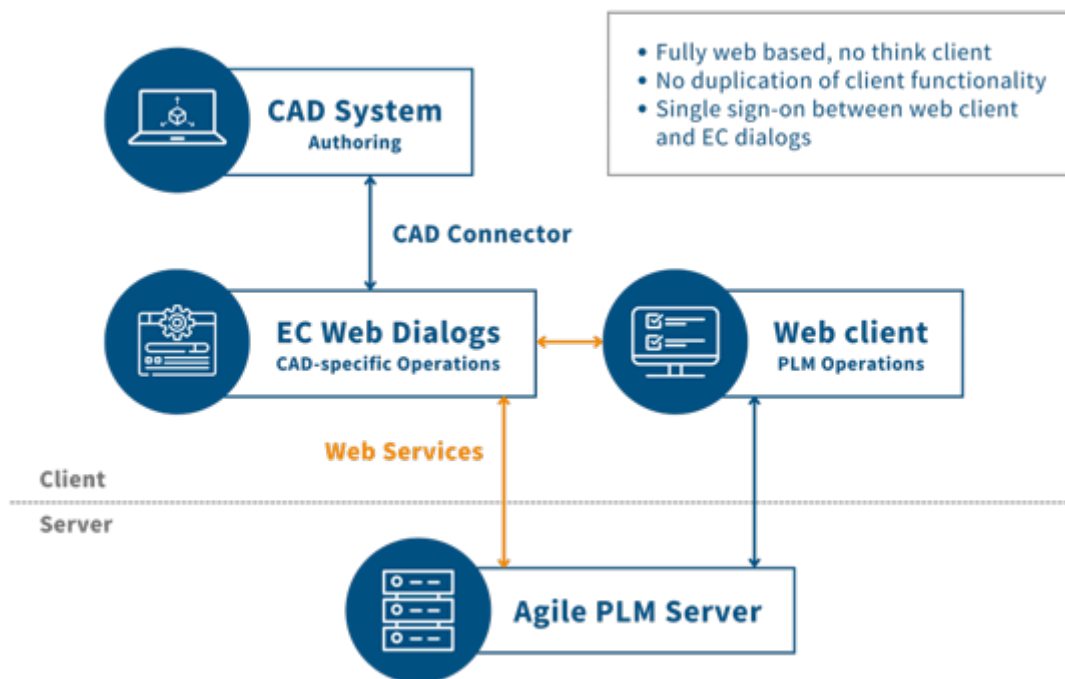 • Fully web based, no think client
• No duplication of client functionality
• Single sign-on between web client
and EC dialogs
CAD System
Authoring
CAD Connector
EC Web Dialogs
CAD-specific Operations
Web client
PLM Operations
Web Services
Client
Server
Agile PLM Server